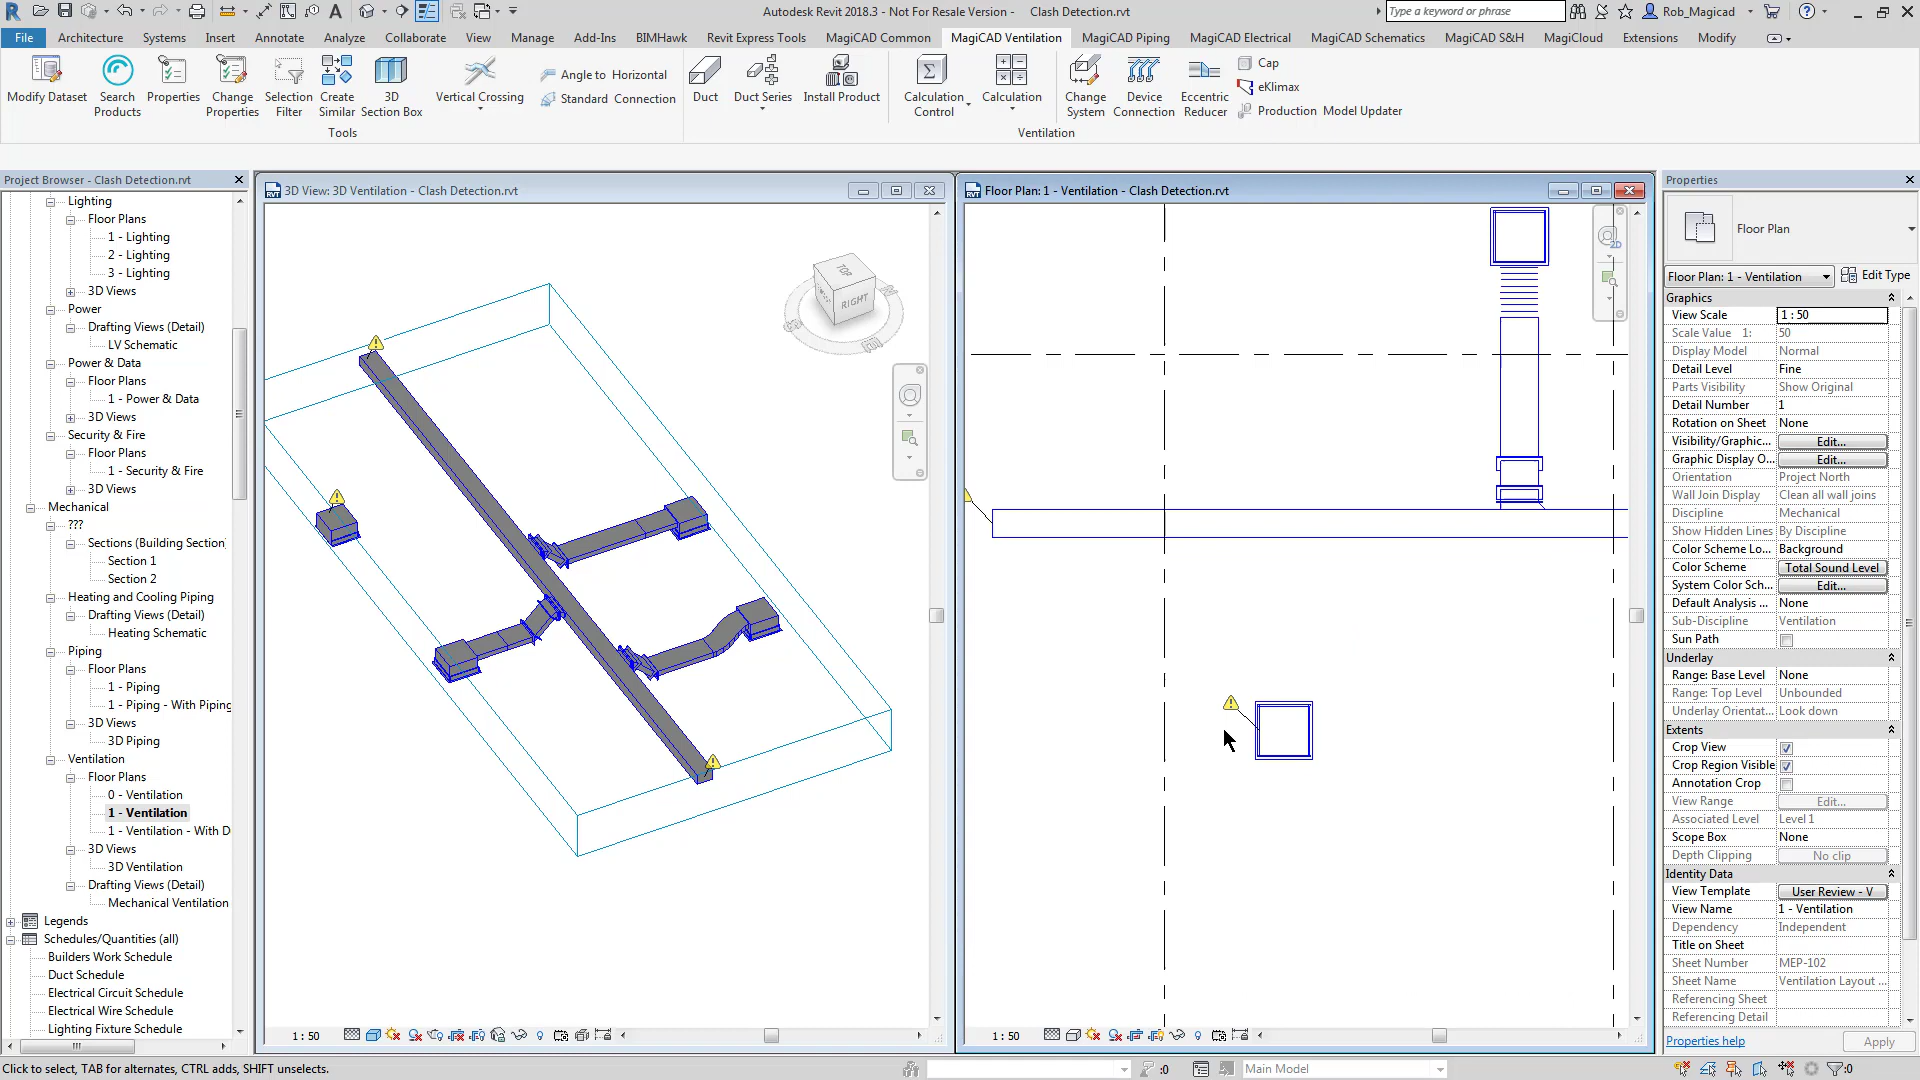 Autodesk Revit 2018.3 - Not For Resale Version - Clash Detection.rvt
Type a keyword or phrase
Rob_Magicad
File Architecture Systems Insert Annotate Analyze Collaborate View Manage Add-Ins BIMHawk Revit Express Tools MagiCAD Common MagiCAD Ventilation MagiCAD Piping MagiCAD Electrical MagiCAD Schematics MagiCAD S&H MagiCloud Extensions Modify
Modify Dataset
Search Products
Properties
Change Properties
Selection Filter
Create Similar
3D Section Box
Vertical Crossing
Angle to Horizontal
Standard Connection
Duct
Duct Series
Install Product
Calculation Control
Calculation
Change System
Device Connection
Eccentric Reducer
Cap
eKlimax
Production Model Updater
Tools
Ventilation
Project Browser - Clash Detection.rvt
Lighting
Floor Plans
1 - Lighting
2 - Lighting
3 - Lighting
3D Views
Power
Drafting Views (Detail)
LV Schematic
Power & Data
Floor Plans
1 - Power & Data
3D Views
Security & Fire
Floor Plans
1 - Security & Fire
3D Views
Mechanical
???
Sections (Building Section)
Section 1
Section 2
Heating and Cooling Piping
Drafting Views (Detail)
Heating Schematic
Piping
Floor Plans
1 - Piping
1 - Piping - With Piping
3D Views
3D Piping
Ventilation
Floor Plans
0 - Ventilation
1 - Ventilation
1 - Ventilation - With D
3D Views
3D Ventilation
Drafting Views (Detail)
Mechanical Ventilation
Legends
Schedules/Quantities (all)
Builders Work Schedule
Duct Schedule
Electrical Circuit Schedule
Electrical Wire Schedule
Lighting Fixture Schedule
3D View: 3D Ventilation - Clash Detection.rvt
TOP
RIGHT
1 : 50
Floor Plan: 1 - Ventilation - Clash Detection.rvt
2D
1 : 50
Properties
Floor Plan
Floor Plan: 1 - Ventilation
Edit Type
Graphics
View Scale 1 : 50
Scale Value 1: 50
Display Model Normal
Detail Level Fine
Parts Visibility Show Original
Detail Number 1
Rotation on Sheet None
Visibility/Graphic... Edit...
Graphic Display O... Edit...
Orientation Project North
Wall Join Display Clean all wall joins
Discipline Mechanical
Show Hidden Lines By Discipline
Color Scheme Lo... Background
Color Scheme Total Sound Level
System Color Sch... Edit...
Default Analysis ... None
Sub-Discipline Ventilation
Sun Path
Underlay
Range: Base Level None
Range: Top Level Unbounded
Underlay Orientat... Look down
Extents
Crop View
Crop Region Visible
Annotation Crop
View Range Edit...
Associated Level Level 1
Scope Box None
Depth Clipping No clip
Identity Data
View Template User Review - V
View Name 1 - Ventilation
Dependency Independent
Title on Sheet
Sheet Number MEP-102
Sheet Name Ventilation Layout ...
Referencing Sheet
Referencing Detail
Properties help
Apply
Click to select, TAB for alternates, CTRL adds, SHIFT unselects.
:0
Main Model
:0